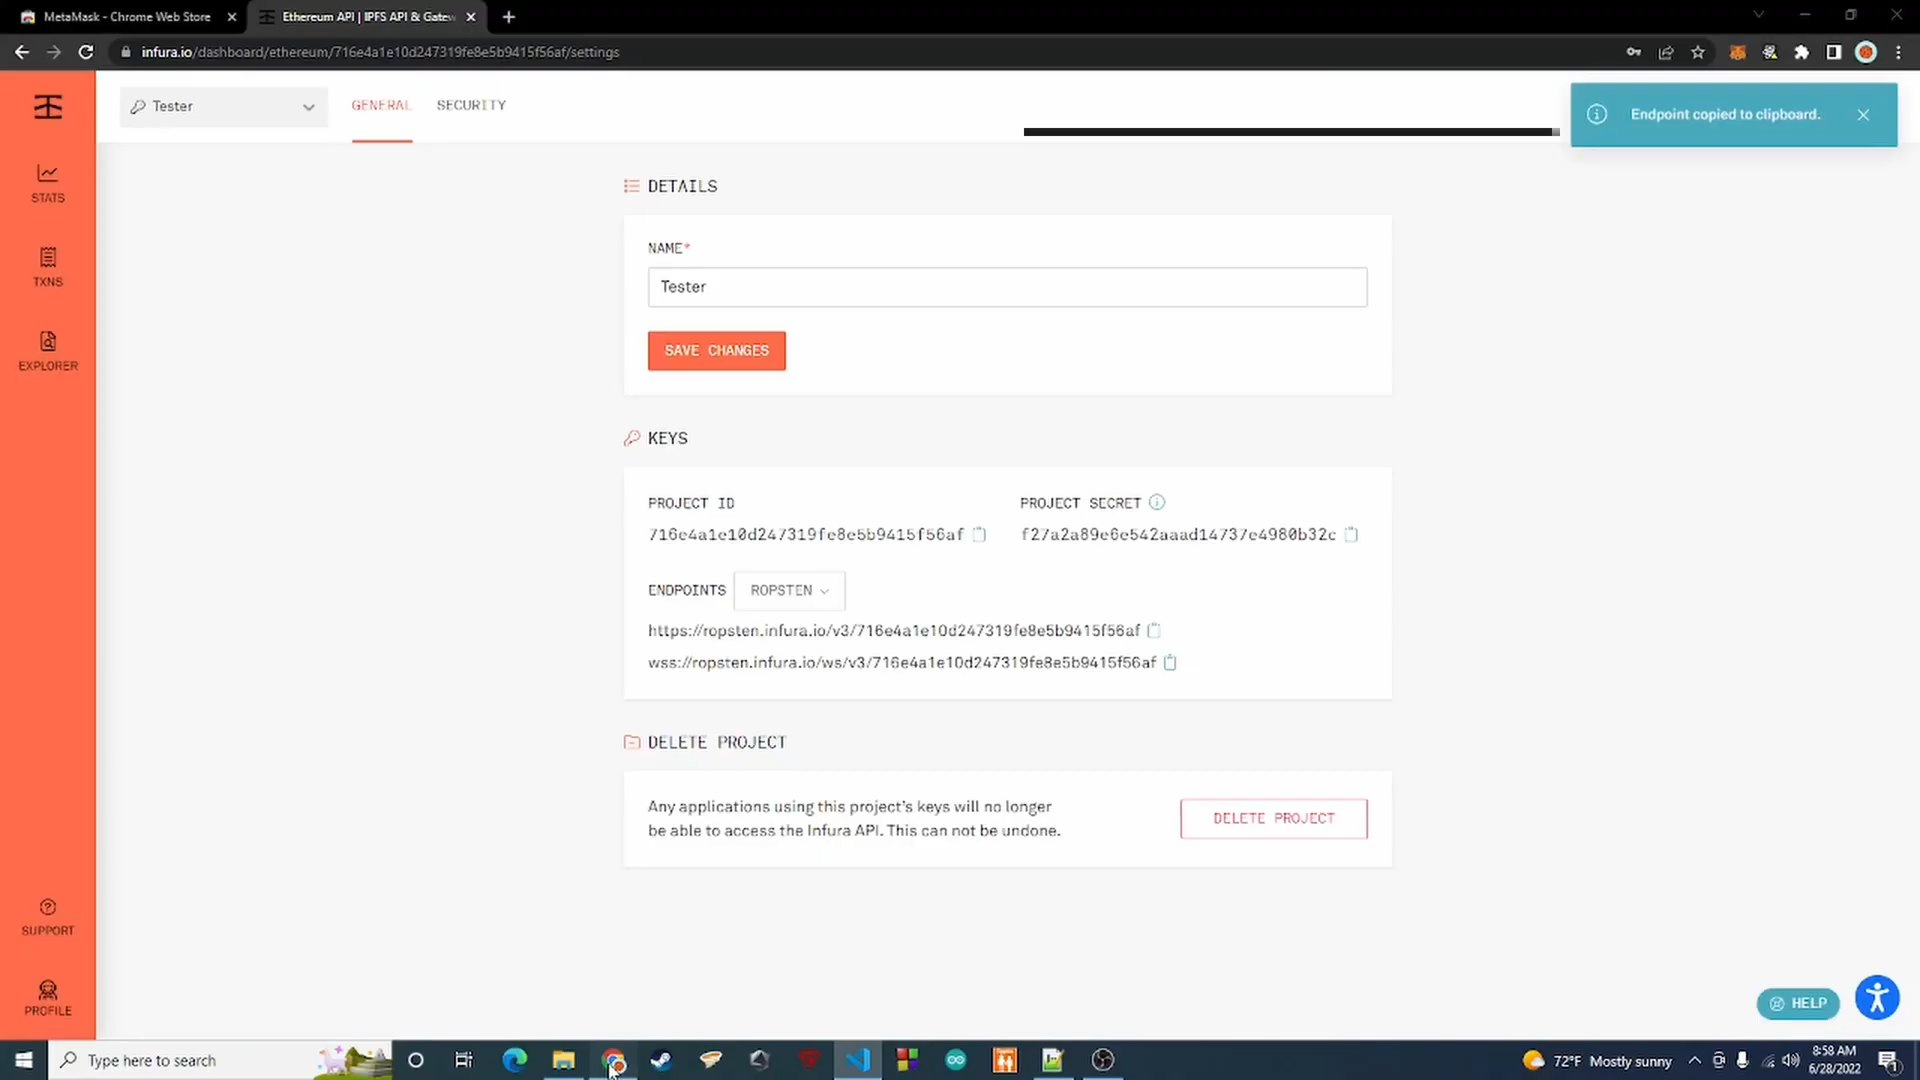 MetaMask - Chrome Web Store
Ethereum API | IPFS API & Gatew
infura.io/dashboard/ethereum/716e4a1e10d247319fe8e5b9415f56af/settings
Tester
GENERAL
SECURITY
Endpoint copied to clipboard.
STATS
TXNS
EXPLORER
SUPPORT
PROFILE
DETAILS
NAME*
Tester
SAVE CHANGES
KEYS
PROJECT ID
716e4a1e10d247319fe8e5b9415f56af
PROJECT SECRET
f27a2a89e6e542aaad14737e4980b32c
ENDPOINTS
ROPSTEN
https://ropsten.infura.io/v3/716e4a1e10d247319fe8e5b9415f56af
wss://ropsten.infura.io/ws/v3/716e4a1e10d247319fe8e5b9415f56af
DELETE PROJECT
Any applications using this project's keys will no longer
be able to access the Infura API. This can not be undone.
DELETE PROJECT
HELP
Type here to search
72°F Mostly sunny
8:58 AM
6/28/2022
1